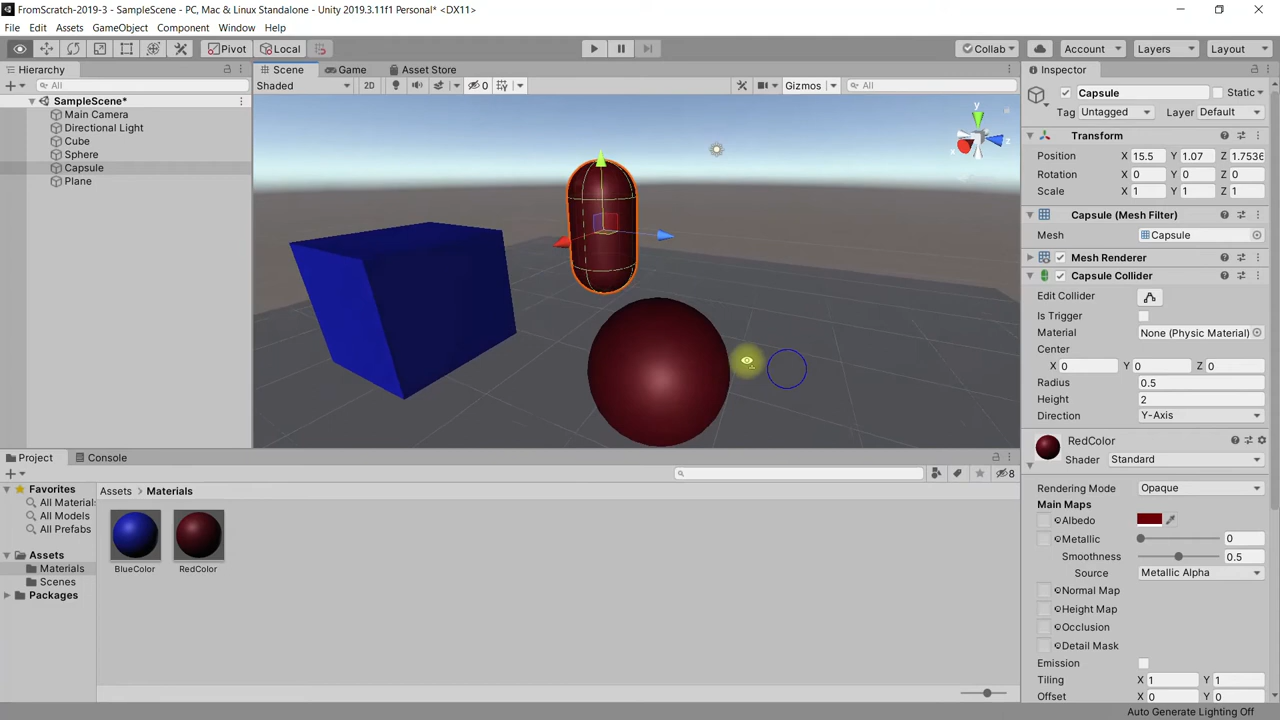 FromScratch-2019-3 - SampleScene - PC, Mac & Linux Standalone - Unity 2019.3.11f1 Personal* <DX11>
File Edit Assets GameObject Component Window Help
Pivot Local Collab Account Layers Layout
Hierarchy
All
SampleScene*
Main Camera
Directional Light
Cube
Sphere
Capsule
Plane
Scene Game Asset Store
Shaded 2D 0 Gizmos All
y
x
z
Inspector
Capsule Static
Tag Untagged Layer Default
Transform
Position X 15.5 Y 1.07 Z 1.7536
Rotation X 0 Y 0 Z 0
Scale X 1 Y 1 Z 1
Capsule (Mesh Filter)
Mesh Capsule
Mesh Renderer
Capsule Collider
Edit Collider
Is Trigger
Material None (Physic Material)
Center
X 0 Y 0 Z 0
Radius 0.5
Height 2
Direction Y-Axis
RedColor
Shader Standard
Rendering Mode Opaque
Main Maps
Albedo
Metallic 0
Smoothness 0.5
Source Metallic Alpha
Normal Map
Height Map
Occlusion
Detail Mask
Emission
Tiling X 1 Y 1
Offset X 0 Y 0
Project Console
8
Favorites
All Material
All Models
All Prefabs
Assets
Materials
Scenes
Packages
Assets > Materials
BlueColor RedColor
Auto Generate Lighting Off